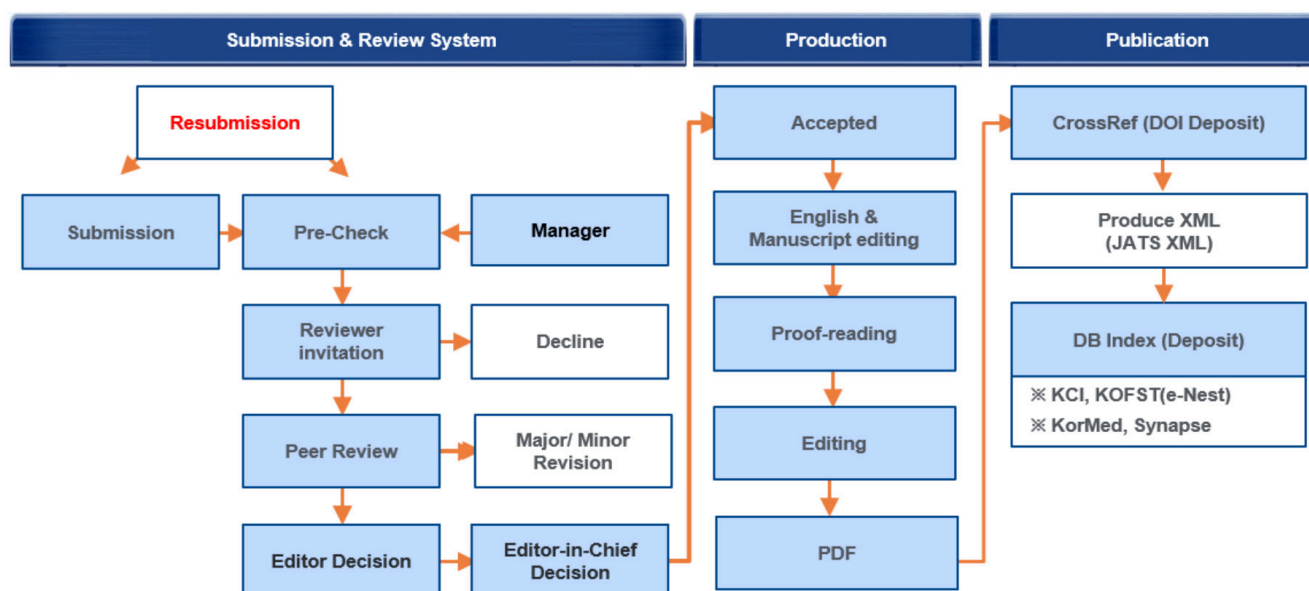 Submission & Review System
Production
Publication
Resubmission
Submission
Pre-Check
Manager
Reviewer
invitation
Decline
Peer Review
Major/ Minor
Revision
Editor Decision
Editor-in-Chief
Decision
Accepted
English &
Manuscript editing
Proof-reading
Editing
PDF
CrossRef (DOI Deposit)
Produce XML
(JATS XML)
DB Index (Deposit)
※ KCI, KOFST(e-Nest)
※ KorMed, Synapse